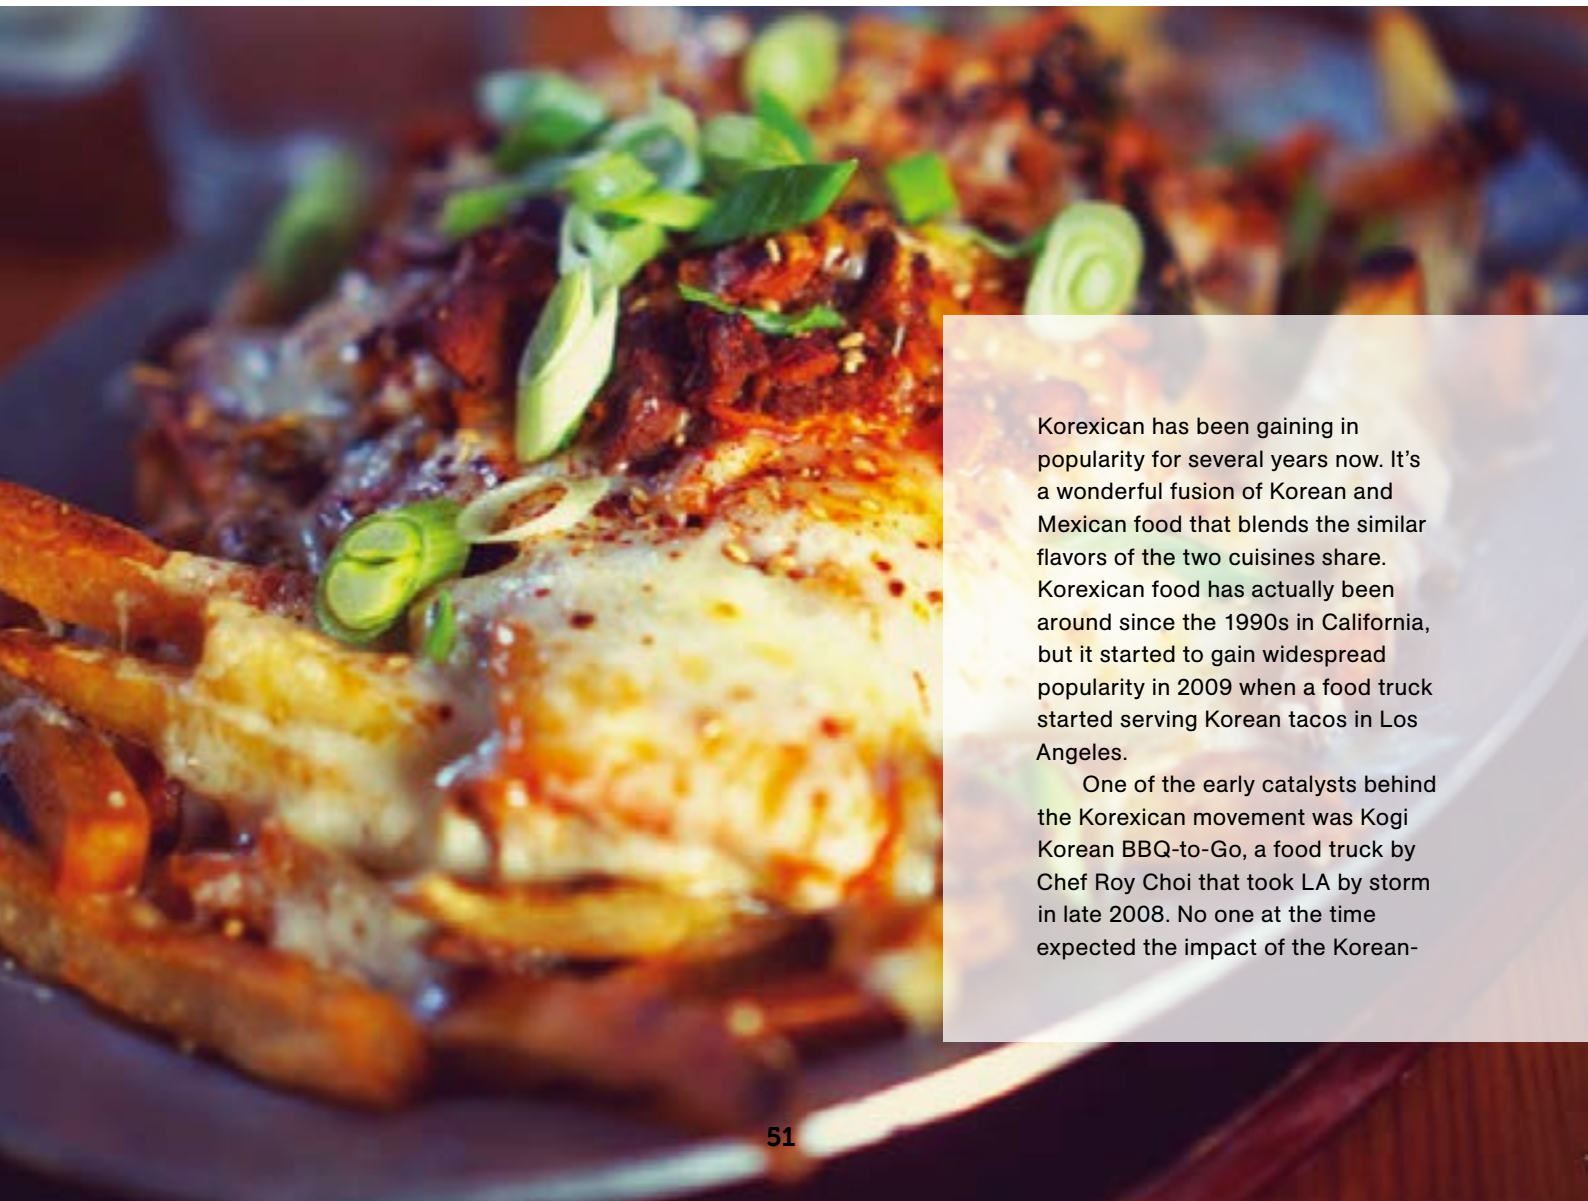 Korexican has been gaining in
popularity for several years now. It’s
a wonderful fusion of Korean and
Mexican food that blends the similar
flavors of the two cuisines share.
Korexican food has actually been
around since the 1990s in California,
but it started to gain widespread
popularity in 2009 when a food truck
started serving Korean tacos in Los
Angeles.
One of the early catalysts behind
the Korexican movement was Kogi
Korean BBQ-to-Go, a food truck by
Chef Roy Choi that took LA by storm
in late 2008. No one at the time
expected the impact of the Korean-
51